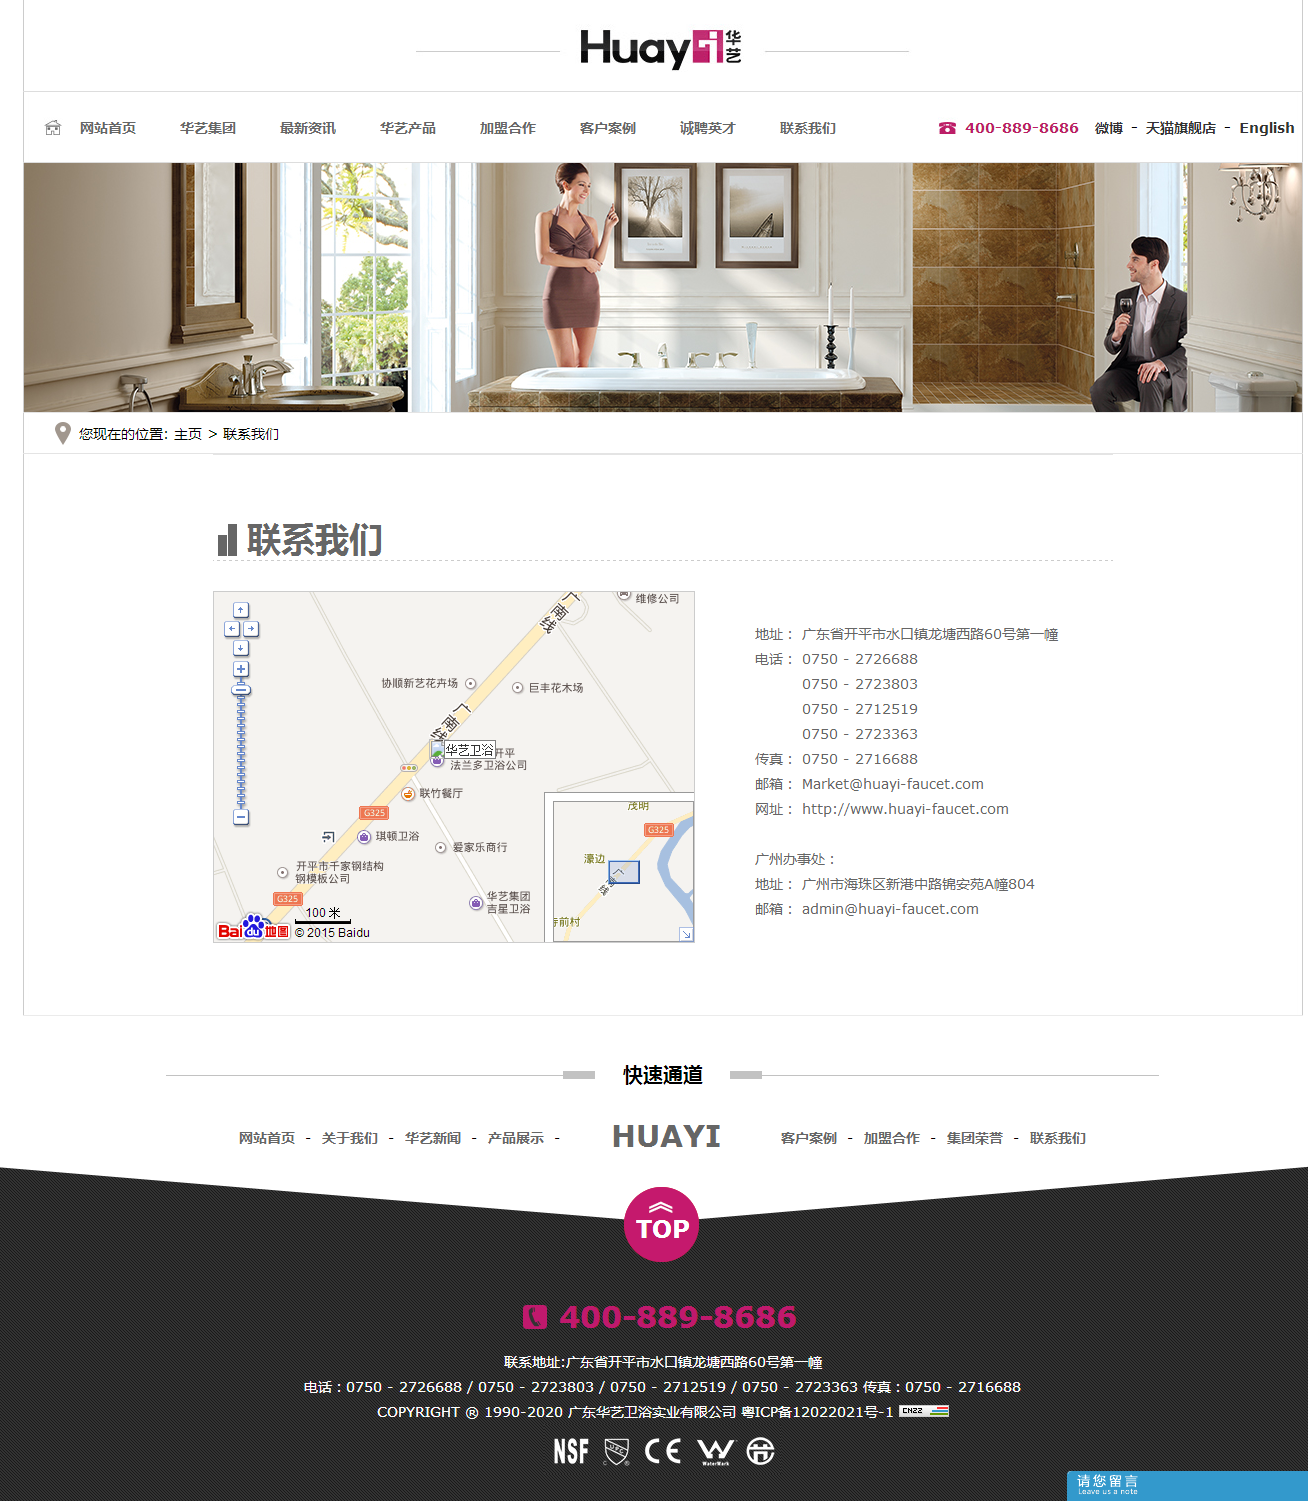 Huayi 华艺
网站首页 华艺集团 最新资讯 华艺产品 加盟合作 客户案例 诚聘英才 联系我们 400-889-8686 微博 - 天猫旗舰店 - English
您现在的位置: 主页 > 联系我们
联系我们
广南线
维修公司
协顺新艺花卉场
巨丰花木场
广南线
华艺卫浴
开平
法兰多卫浴公司
联竹餐厅
G325
琪顿卫浴
爱家乐商行
开平市千家钢结构
钢模板公司
G325
华艺集团
吉星卫浴
100 米
Baidu地图
© 2015 Baidu
茂明
G325
濠边
南线
寺前村
地址： 广东省开平市水口镇龙塘西路60号第一幢
电话： 0750 - 2726688
0750 - 2723803
0750 - 2712519
0750 - 2723363
传真： 0750 - 2716688
邮箱： Market@huayi-faucet.com
网址： http://www.huayi-faucet.com
广州办事处：
地址： 广州市海珠区新港中路锦安苑A幢804
邮箱： admin@huayi-faucet.com
快速通道
网站首页 - 关于我们 - 华艺新闻 - 产品展示 - HUAYI 客户案例 - 加盟合作 - 集团荣誉 - 联系我们
TOP
400-889-8686
联系地址:广东省开平市水口镇龙塘西路60号第一幢
电话：0750 - 2726688 / 0750 - 2723803 / 0750 - 2712519 / 0750 - 2723363 传真：0750 - 2716688
COPYRIGHT @ 1990-2020 广东华艺卫浴实业有限公司 粤ICP备12022021号-1 CNZZ
NSF UPC CE WaterMark
请您留言
Leave us a note